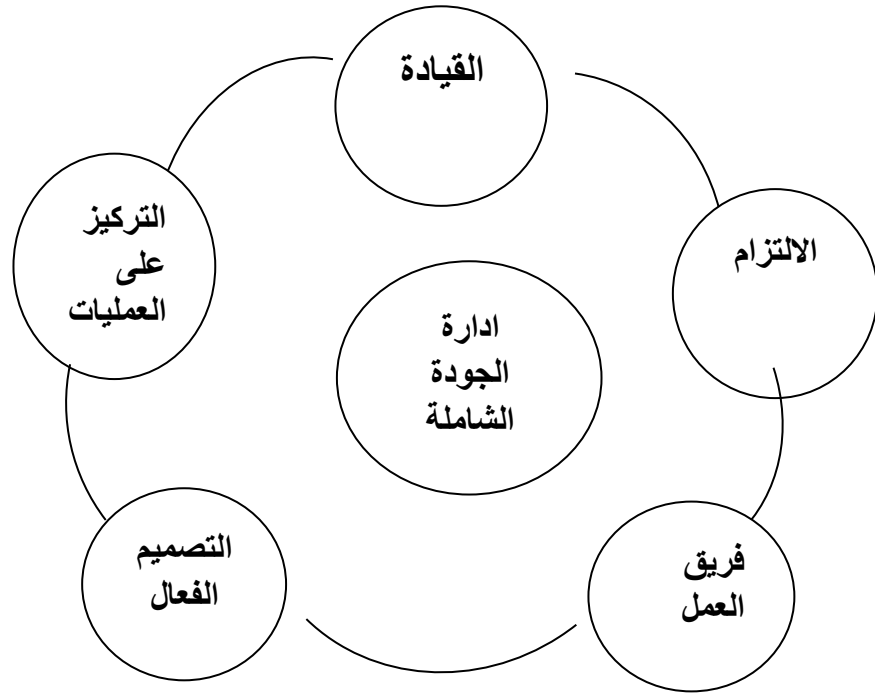 القيادة
الالتزام
التركيز
على
العمليات
ادارة
الجودة
الشاملة
فريق
العمل
التصميم
الفعال